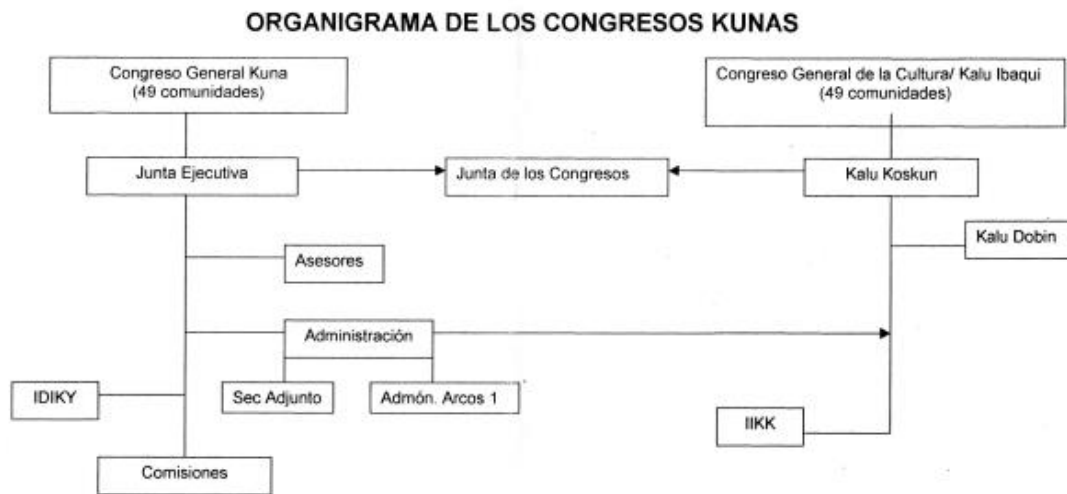 ORGANIGRAMA DE LOS CONGRESOS KUNAS
Congreso General Kuna
(49 comunidades)
Congreso General de la Cultura/ Kalu Ibaqui
(49 comunidades)
Junta Ejecutiva
Junta de los Congresos
Kalu Koskun
Kalu Dobin
Asesores
Administración
IDIKY
Sec Adjunto
Admón. Arcos 1
IIKK
Comisiones